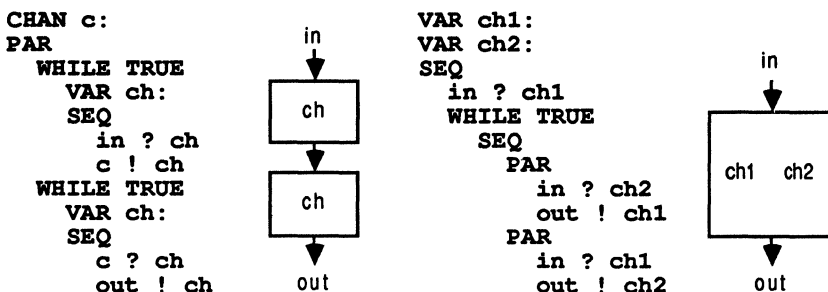 CHAN c:
PAR
  WHILE TRUE
    VAR ch:
    SEQ
      in ? ch
      c ! ch
  WHILE TRUE
    VAR ch:
    SEQ
      c ? ch
      out ! ch
in
ch
ch
out
VAR ch1:
VAR ch2:
SEQ
  in ? ch1
  WHILE TRUE
    SEQ
      PAR
        in ? ch2
        out ! ch1
      PAR
        in ? ch1
        out ! ch2
in
ch1 ch2
out